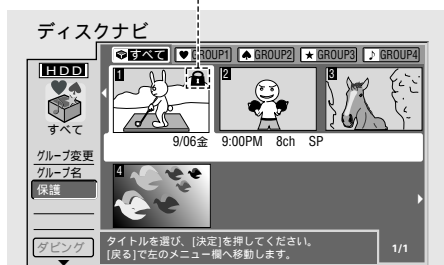 ディスクナビ
すべて GROUP1 GROUP2 GROUP3 GROUP4
HDD
すべて
グループ変更
グループ名
保護
ダビング
1
2
3
9/06金 9:00PM 8ch SP
4
タイトルを選び、[決定]を押してください。
[戻る]で左のメニュー欄へ移動します。
1/1